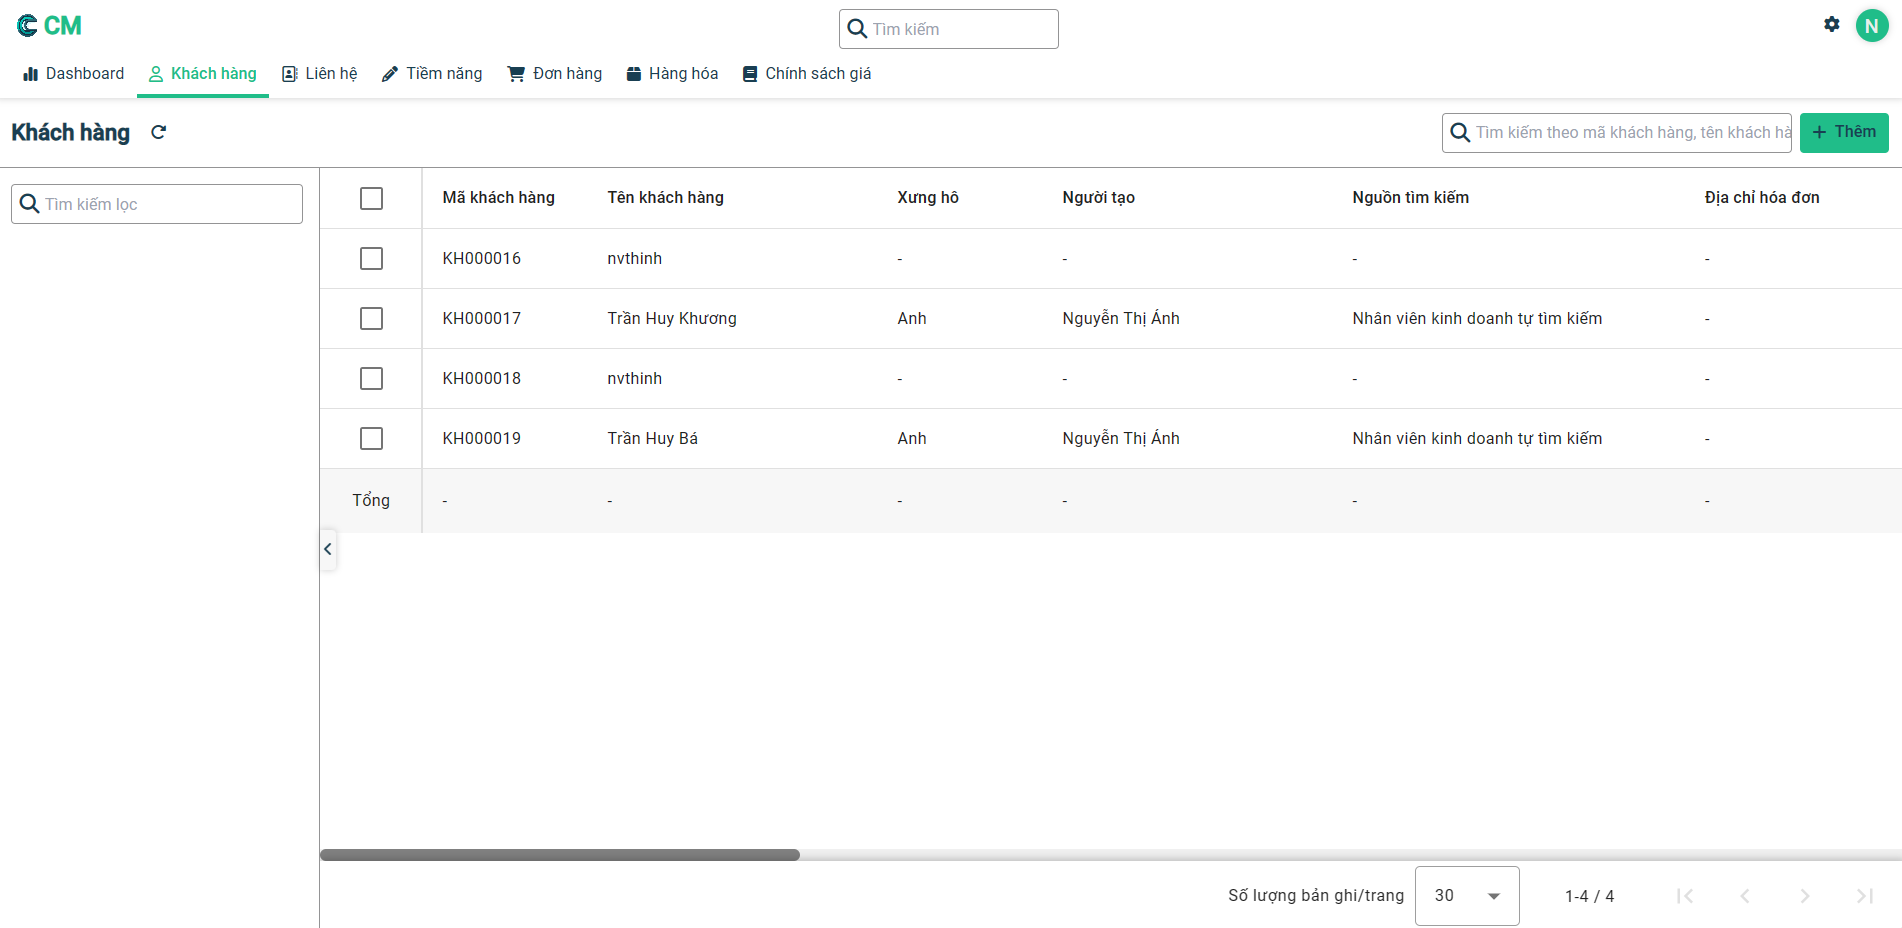 CM
Tìm kiếm
N
Dashboard Khách hàng Liên hệ Tiềm năng Đơn hàng Hàng hóa Chính sách giá
Khách hàng
Tìm kiếm theo mã khách hàng, tên khách hà
Thêm
Tìm kiếm lọc
Mã khách hàng Tên khách hàng Xưng hô Người tạo Nguồn tìm kiếm Địa chỉ hóa đơn
KH000016 nvthinh - - - -
KH000017 Trần Huy Khương Anh Nguyễn Thị Ánh Nhân viên kinh doanh tự tìm kiếm -
KH000018 nvthinh - - - -
KH000019 Trần Huy Bá Anh Nguyễn Thị Ánh Nhân viên kinh doanh tự tìm kiếm -
Tổng - - - - - -
Số lượng bản ghi/trang 30 1-4 / 4